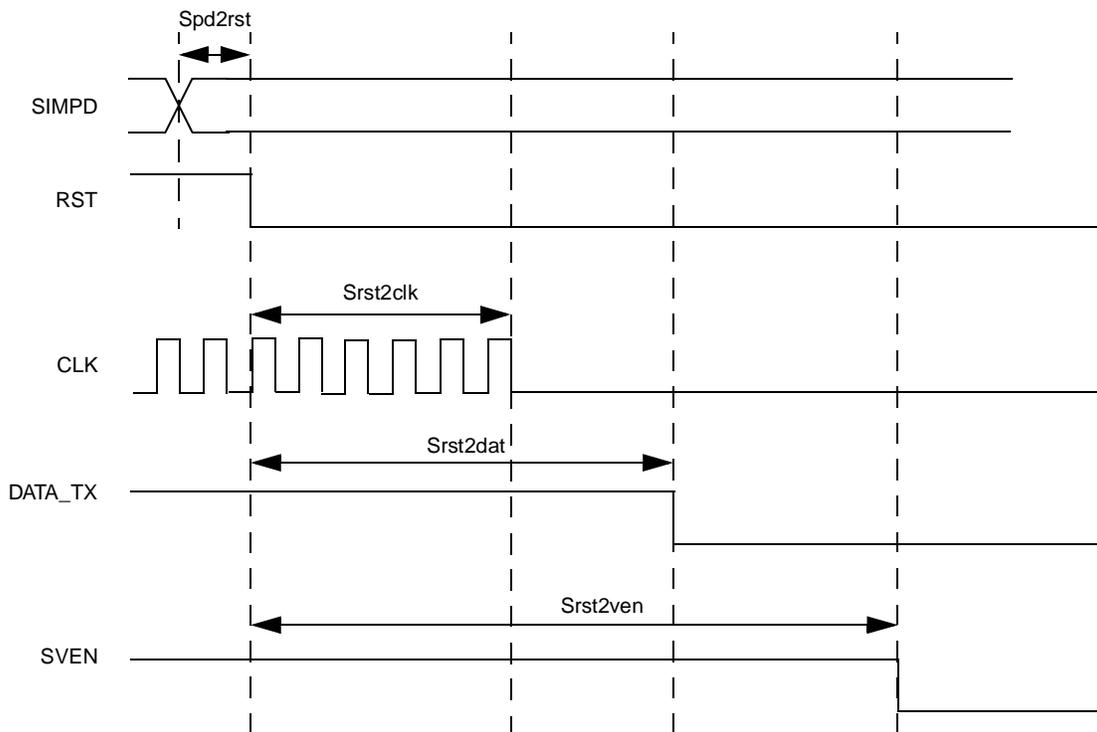 Spd2rst
SIMPD
RST
Srst2clk
CLK
Srst2dat
DATA_TX
Srst2ven
SVEN